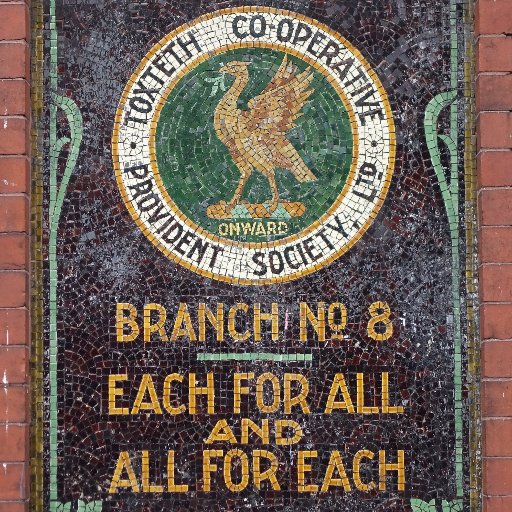 TOXTETH CO-OPERATIVE
PROVIDENT SOCIETY, LTD
ONWARD
BRANCH No 8
EACH FOR ALL
AND
ALL FOR EACH